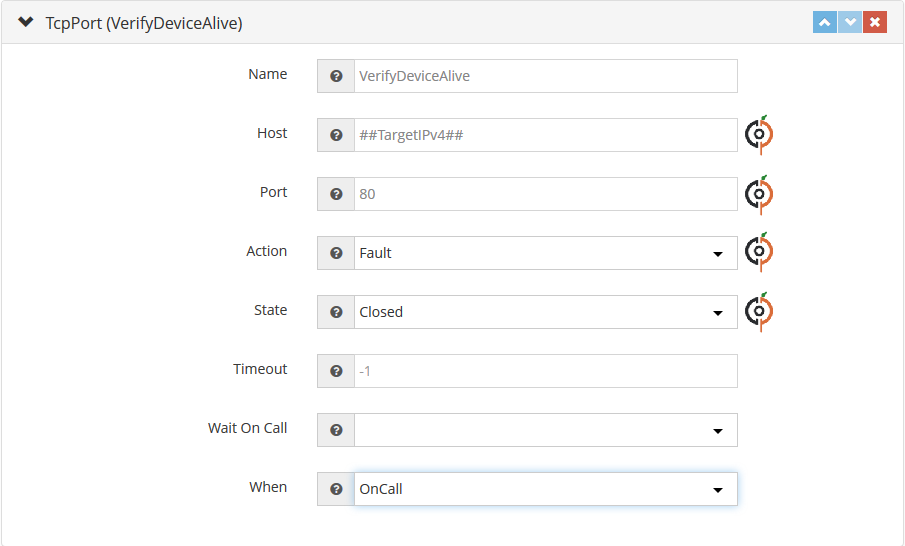 TcpPort (VerifyDeviceAlive)
Name
VerifyDeviceAlive
Host
##TargetIPv4##
Port
80
Action
Fault
State
Closed
Timeout
-1
Wait On Call
When
OnCall